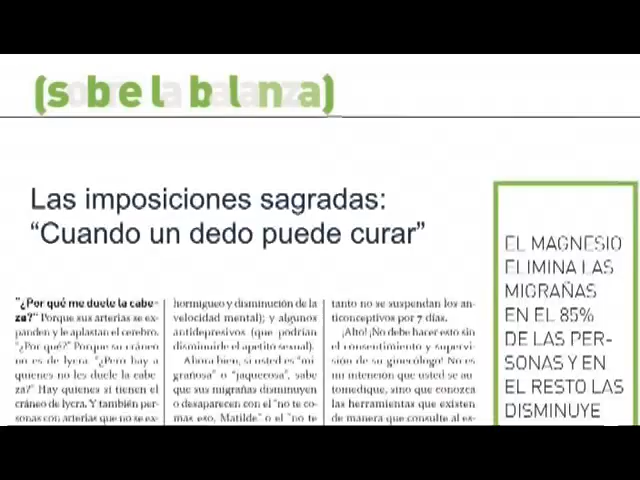 (sobre la balanza)
Las imposiciones sagradas:
“Cuando un dedo puede curar”
"¿Por qué me duele la cabe-
za?" Porque sus arterias se ex-
panden y le aplastan el cerebro.
"¿Por qué?" Porque su cráneo
no es de lycra. "¿Pero hay a
quienes no les duele la cabe-
za?" Hay quienes sí tienen el
cráneo de lycra. Y también per-
sonas con arterias que no se ex-
hormigueo y disminución de la
velocidad mental); y algunos
antidepresivos (que podrían
disminuirle el apetito sexual).
Ahora bien, si usted es "mi-
grañosa" o "jaquecosa", sabe
que sus migrañas disminuyen
o desaparecen con el "no te co-
mas eso, Matilde" o el "no te
tanto no se suspendan los an-
ticonceptivos por 7 días.
¡Alto! ¡No debe hacer esto sin
el consentimiento y supervi-
sión de su ginecólogo! No es
mi intención que usted se au-
tomedique, sino que conozca
las herramientas que existen
de manera que consulte al es-
EL MAGNESIO
ELIMINA LAS
MIGRAÑAS
EN EL 85%
DE LAS PER-
SONAS Y EN
EL RESTO LAS
DISMINUYE